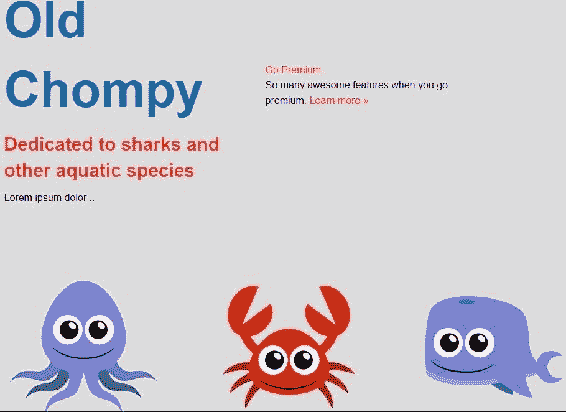 Old
Chompy
Dedicated to sharks and
other aquatic species
Lorem ipsum dolor ..
Go Premium
So many awesome features when you go
premium. Learn more »